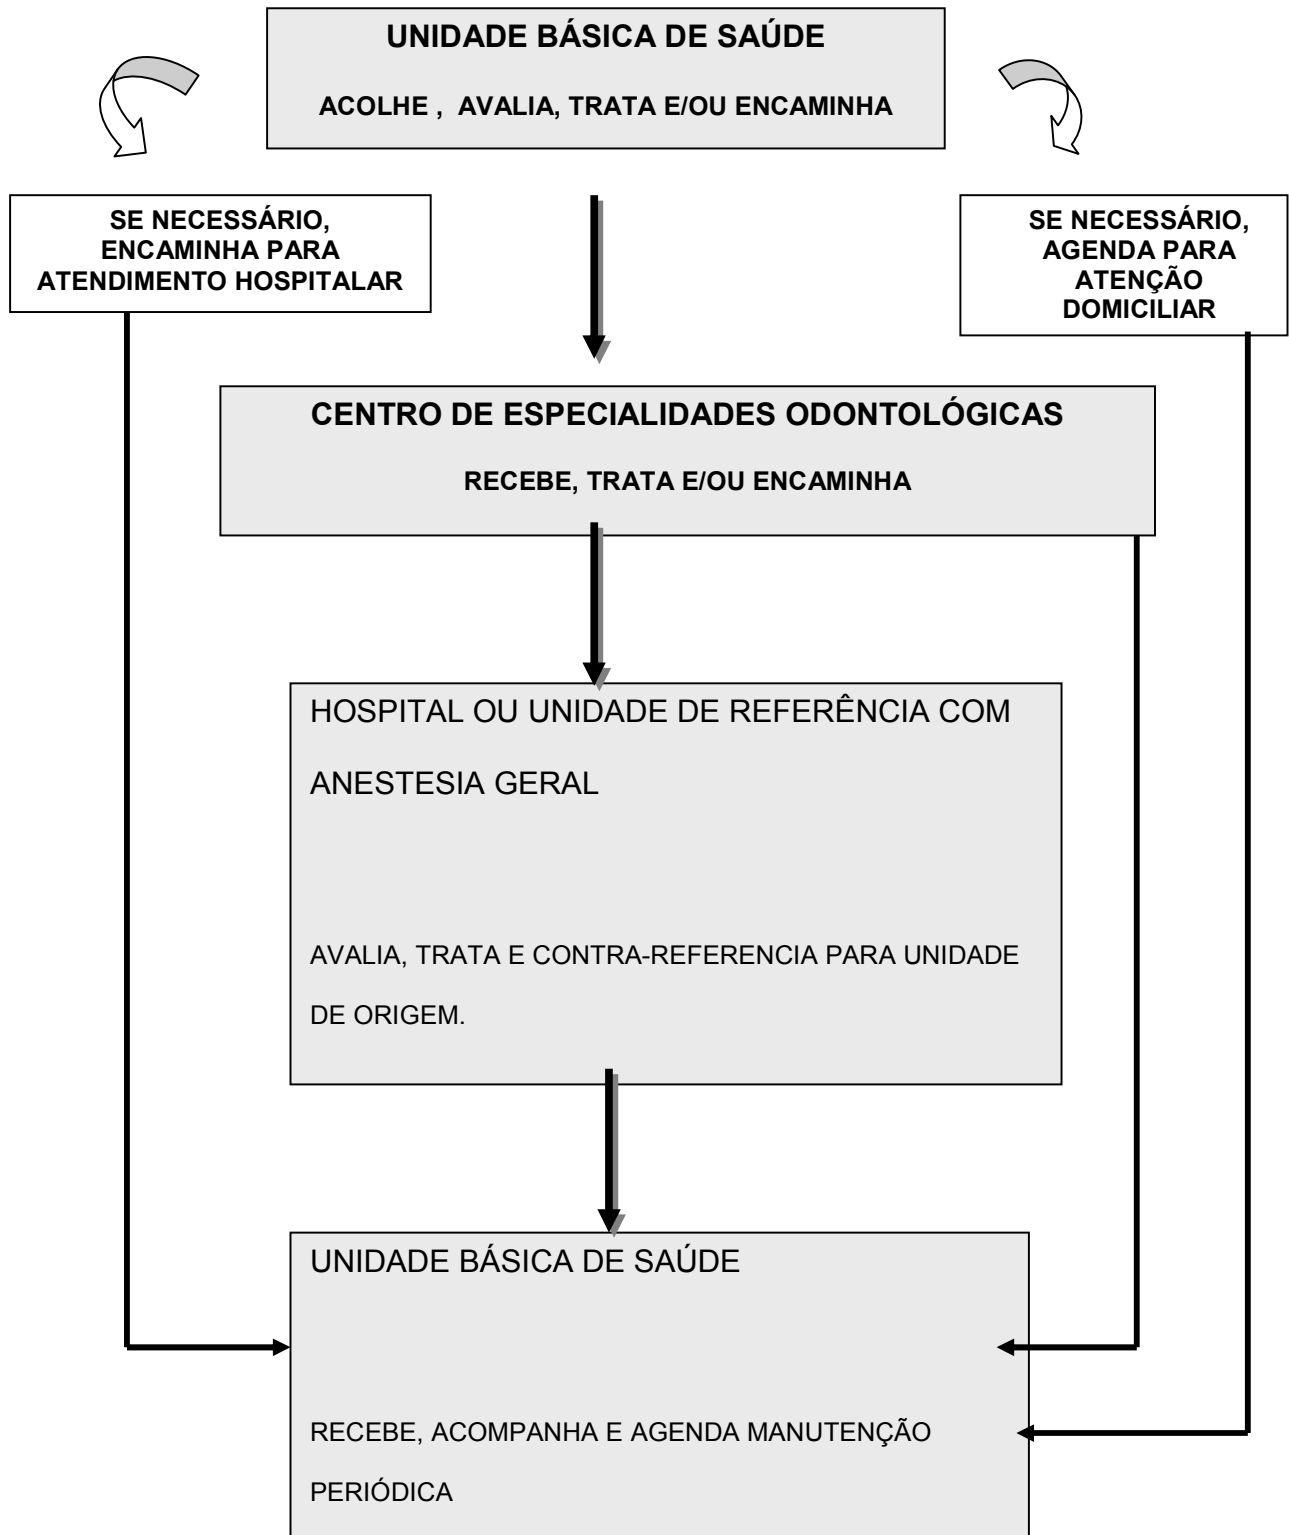 UNIDADE BÁSICA DE SAÚDE
ACOLHE , AVALIA, TRATA E/OU ENCAMINHA
SE NECESSÁRIO,
ENCAMINHA PARA
ATENDIMENTO HOSPITALAR
SE NECESSÁRIO,
AGENDA PARA
ATENÇÃO
DOMICILIAR
CENTRO DE ESPECIALIDADES ODONTOLÓGICAS
RECEBE, TRATA E/OU ENCAMINHA
HOSPITAL OU UNIDADE DE REFERÊNCIA COM
ANESTESIA GERAL
AVALIA, TRATA E CONTRA-REFERENCIA PARA UNIDADE
DE ORIGEM.
UNIDADE BÁSICA DE SAÚDE
RECEBE, ACOMPANHA E AGENDA MANUTENÇÃO
PERIÓDICA